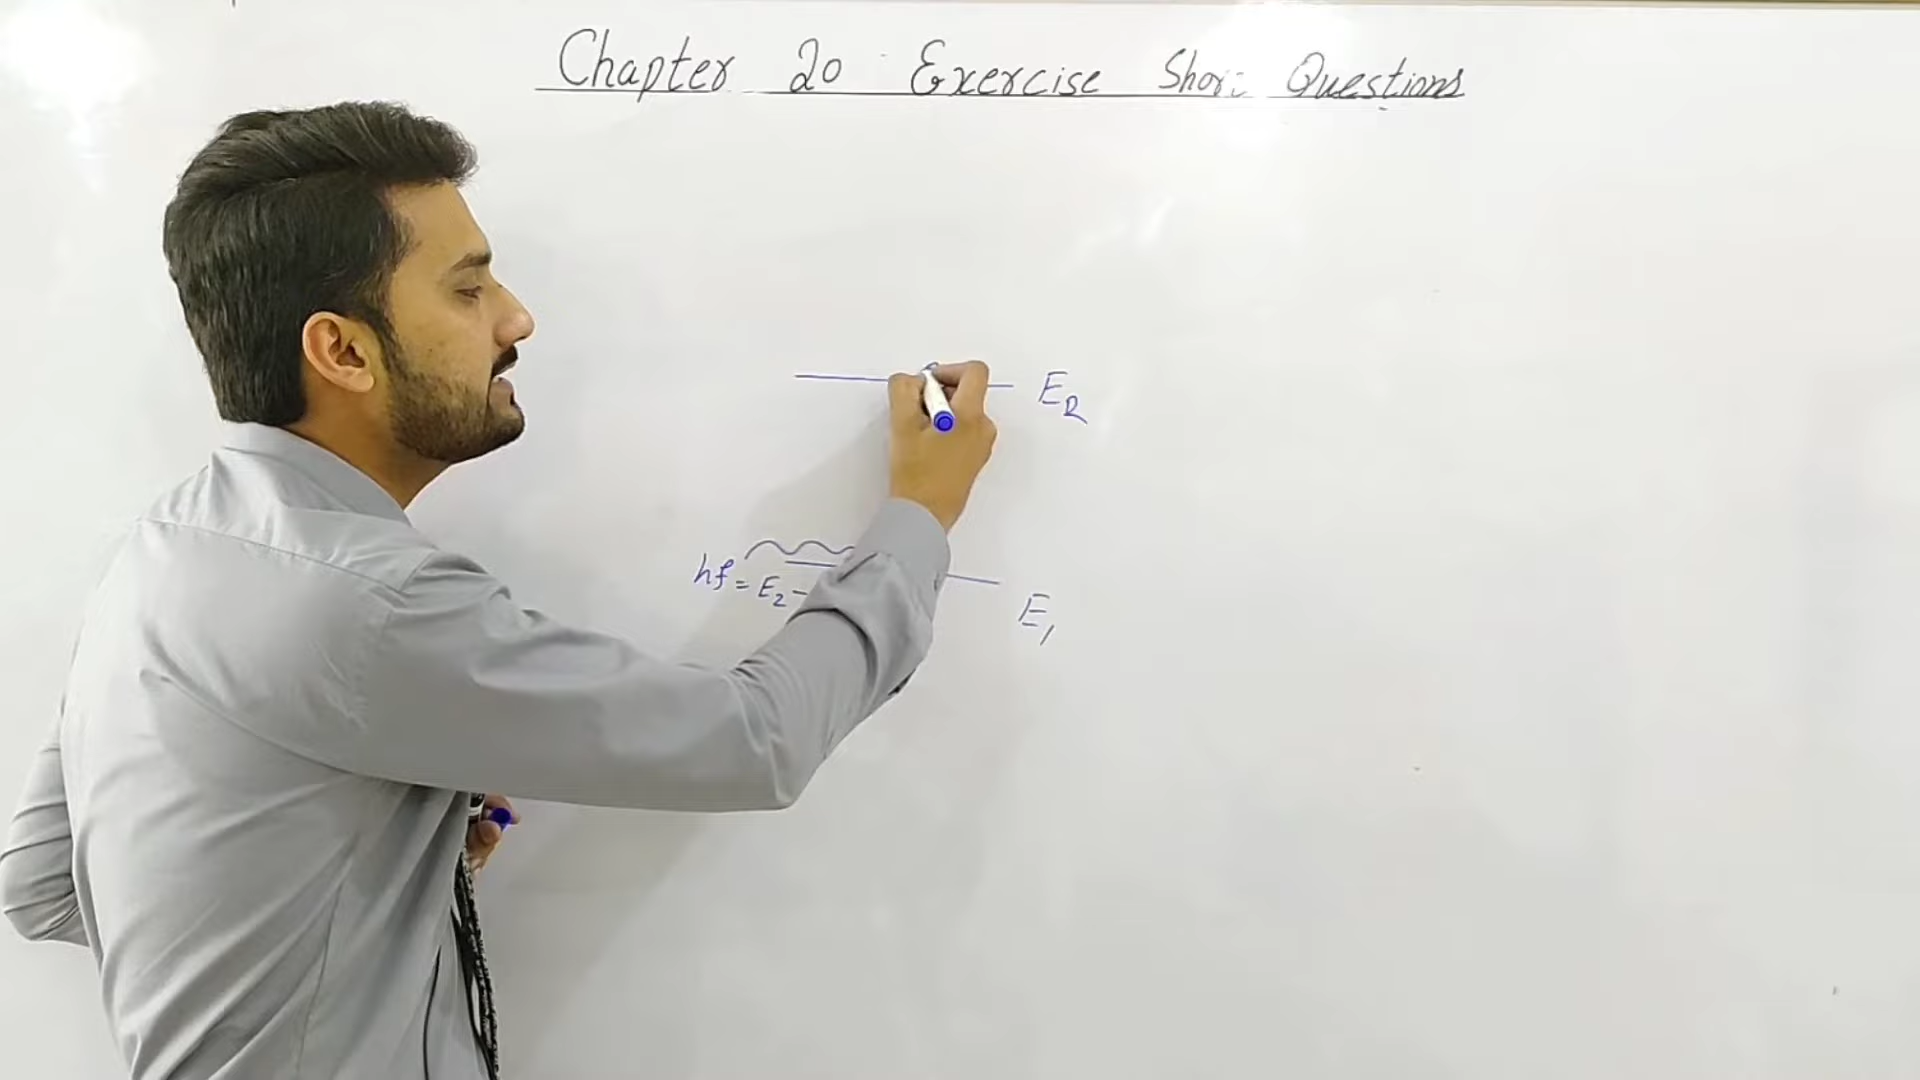 Chapter 20 Exercise Short Questions
E₂
hf = E₂ -
E₁